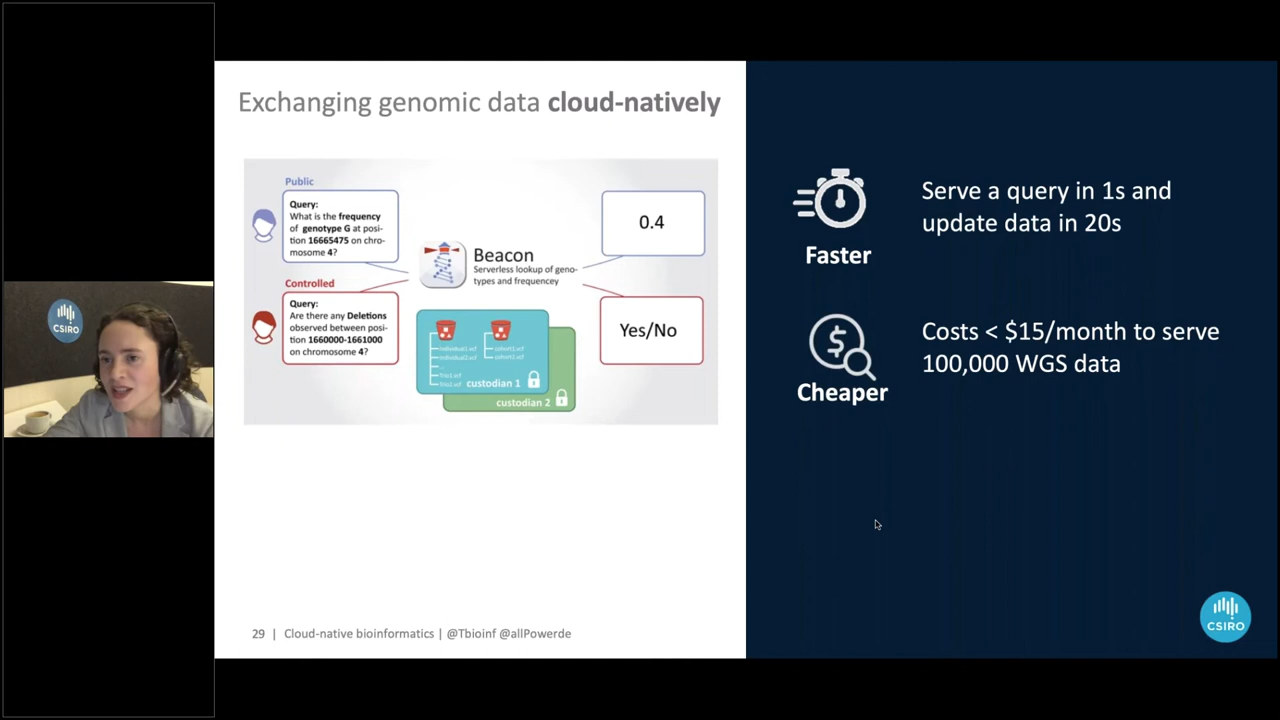 Exchanging genomic data cloud-natively
Public
Query:
What is the frequency
of genotype G at posi-
tion 16665475 on chro-
mosome 4?
Controlled
Query:
Are there any Deletions
observed between posi-
tion 1660000-1661000
on chromosome 4?
Beacon
Serverless lookup of geno-
types and frequencey
custodian 1
custodian 2
0.4
Yes/No
Faster
Serve a query in 1s and
update data in 20s
Cheaper
Costs < $15/month to serve
100,000 WGS data
29 | Cloud-native bioinformatics | @Tbioinf @allPowerde
CSIRO
CSIRO